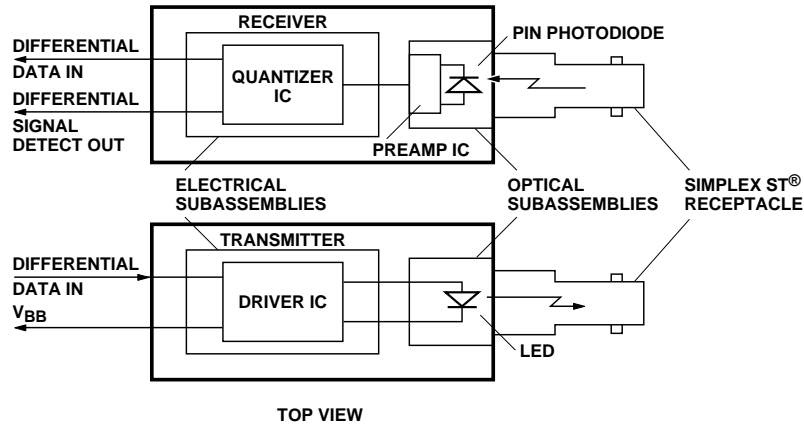 RECEIVER
DIFFERENTIAL
DATA IN
DIFFERENTIAL
SIGNAL
DETECT OUT
QUANTIZER
IC
PIN PHOTODIODE
PREAMP IC
ELECTRICAL
SUBASSEMBLIES
OPTICAL
SUBASSEMBLIES
SIMPLEX ST®
RECEPTACLE
TRANSMITTER
DIFFERENTIAL
DATA IN
VBB
DRIVER IC
LED
TOP VIEW